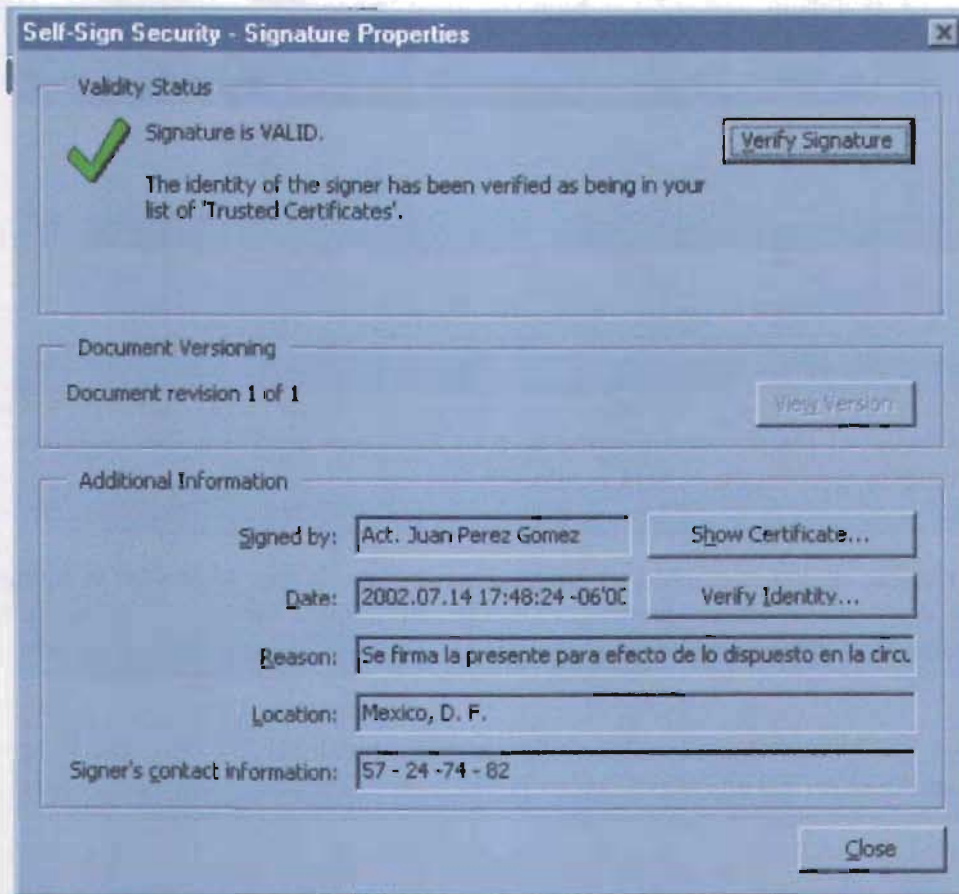 Self-Sign Security - Signature Properties
Validity Status
Signature is VALID.
Verify Signature
The identity of the signer has been verified as being in your
list of 'Trusted Certificates'.
Document Versioning
Document revision 1 of 1
View Version
Additional Information
Signed by: Act. Juan Perez Gomez
Show Certificate...
Date: 2002.07.14 17:48:24 -06'00
Verify Identity...
Reason: Se firma la presente para efecto de lo dispuesto en la circu
Location: Mexico, D. F.
Signer's contact information: 57 - 24 -74 - 82
Close